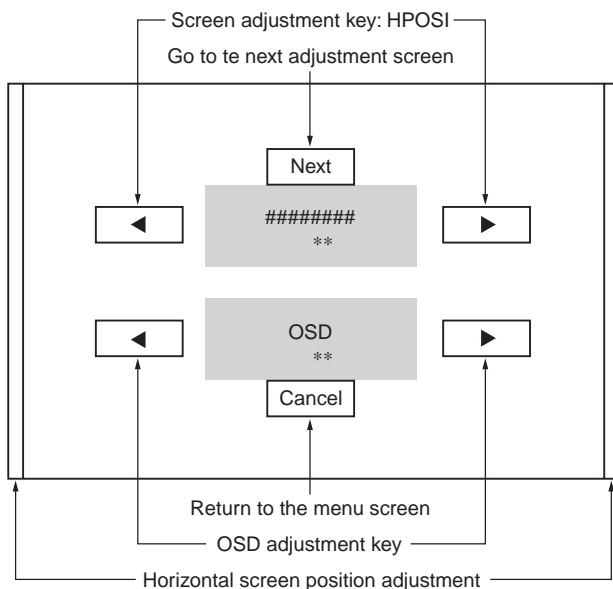 Screen adjustment key: HPOSI
Go to te next adjustment screen
Next
◀ ######## ▶
**
◀ OSD ▶
**
Cancel
Return to the menu screen
OSD adjustment key
Horizontal screen position adjustment